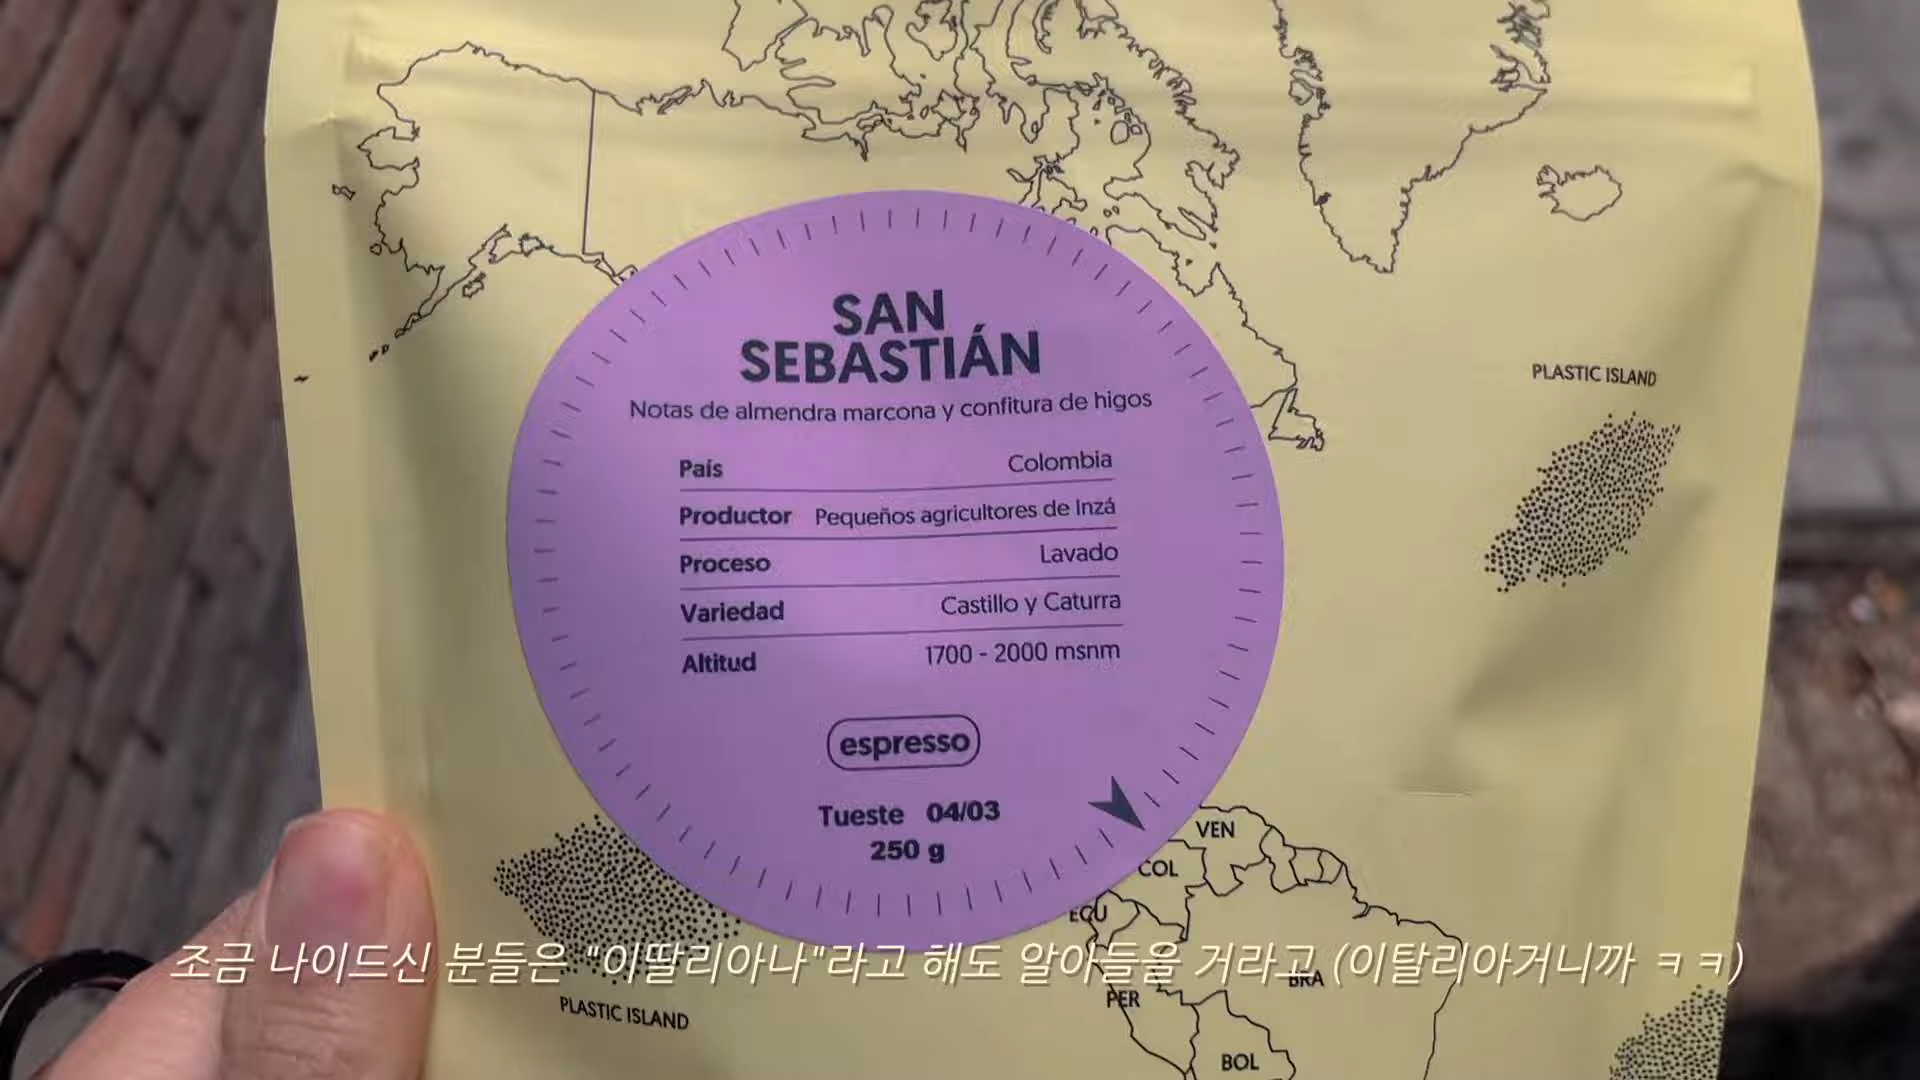 SAN
SEBASTIÁN
Notas de almendra marcona y confitura de higos
País Colombia
Productor Pequeños agricultores de Inzá
Proceso Lavado
Variedad Castillo y Caturra
Altitud 1700 - 2000 msnm
espresso
Tueste 04/03
250 g
PLASTIC ISLAND
VEN
COL
ECU
조금 나이드신 분들은 "이딸리아나"라고 해도 알아들을 거라고 (이탈리아거니까 ㅋㅋ)
BRA
PER
PLASTIC ISLAND
BOL